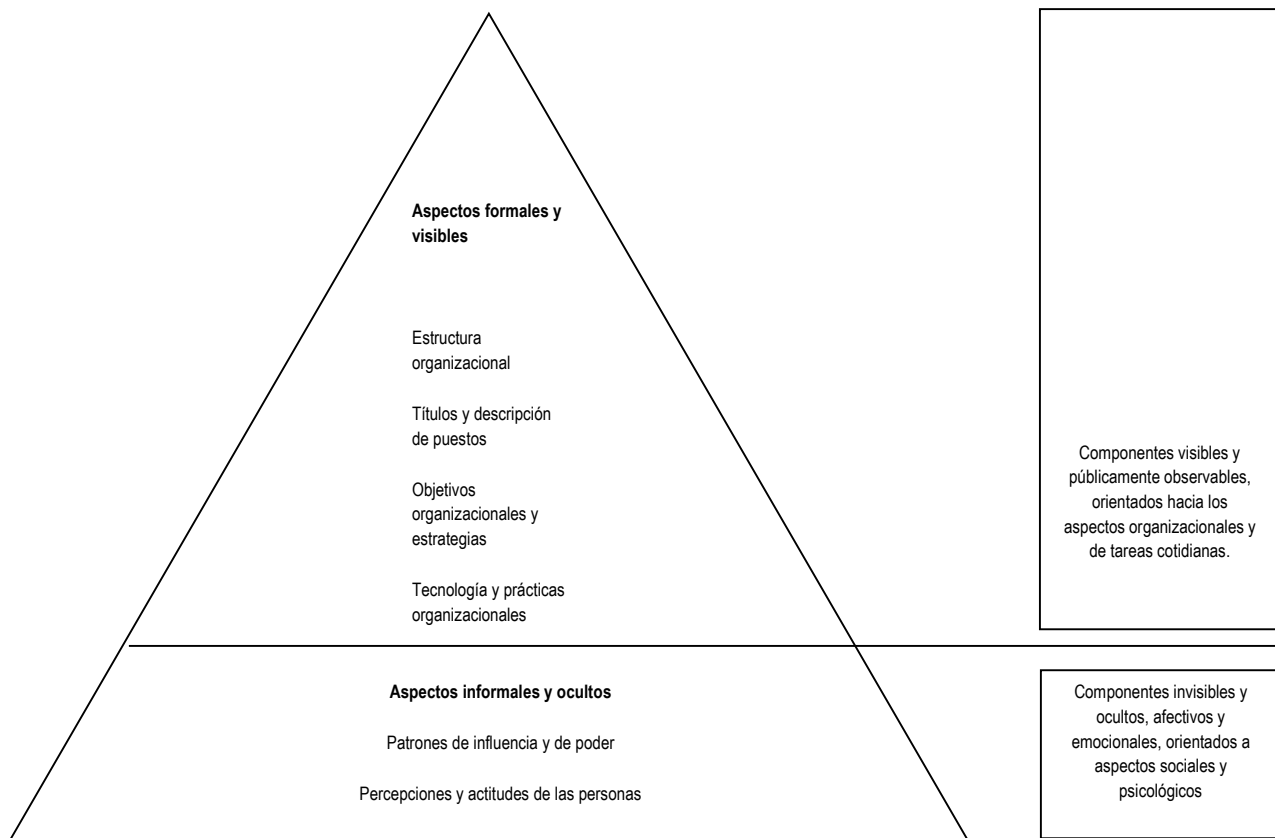 Aspectos formales y
visibles
Estructura
organizacional
Títulos y descripción
de puestos
Objetivos
organizacionales y
estrategias
Tecnología y prácticas
organizacionales
Componentes visibles y
públicamente observables,
orientados hacia los
aspectos organizacionales y
de tareas cotidianas.
Aspectos informales y ocultos
Patrones de influencia y de poder
Percepciones y actitudes de las personas
Componentes invisibles y
ocultos, afectivos y
emocionales, orientados a
aspectos sociales y
psicológicos